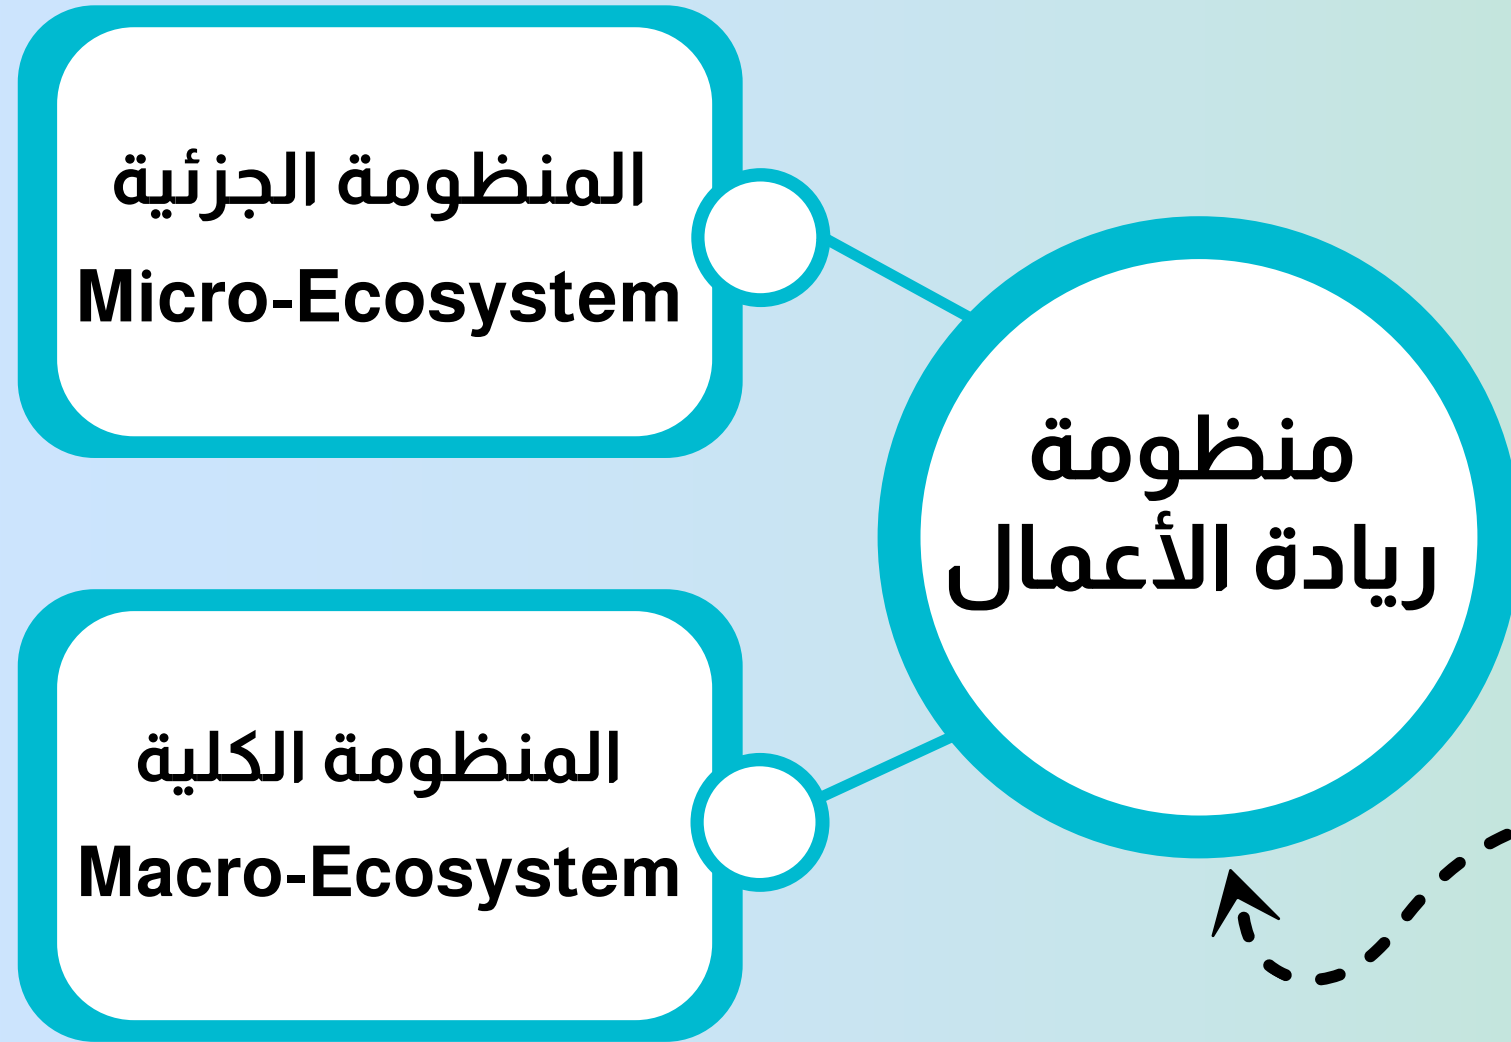 منظومة
ريادة الأعمال
المنظومة الجزئية
Micro-Ecosystem
المنظومة الكلية
Macro-Ecosystem